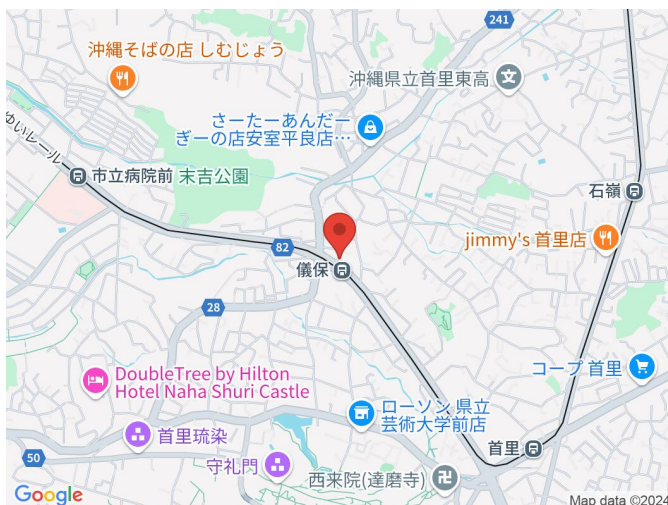 241
沖縄そばの店 しむじょう
沖縄県立首里東高
さーたーあんだー
ぎーの店安室平良店…
ゆいレール
市立病院前
末吉公園
石嶺
jimmy's 首里店
82
儀保
28
コープ 首里
DoubleTree by Hilton
Hotel Naha Shuri Castle
ローソン 県立
芸術大学前店
首里琉染
首里
50
守礼門
西来院(達磨寺)
卍
Google
Map data ©2024